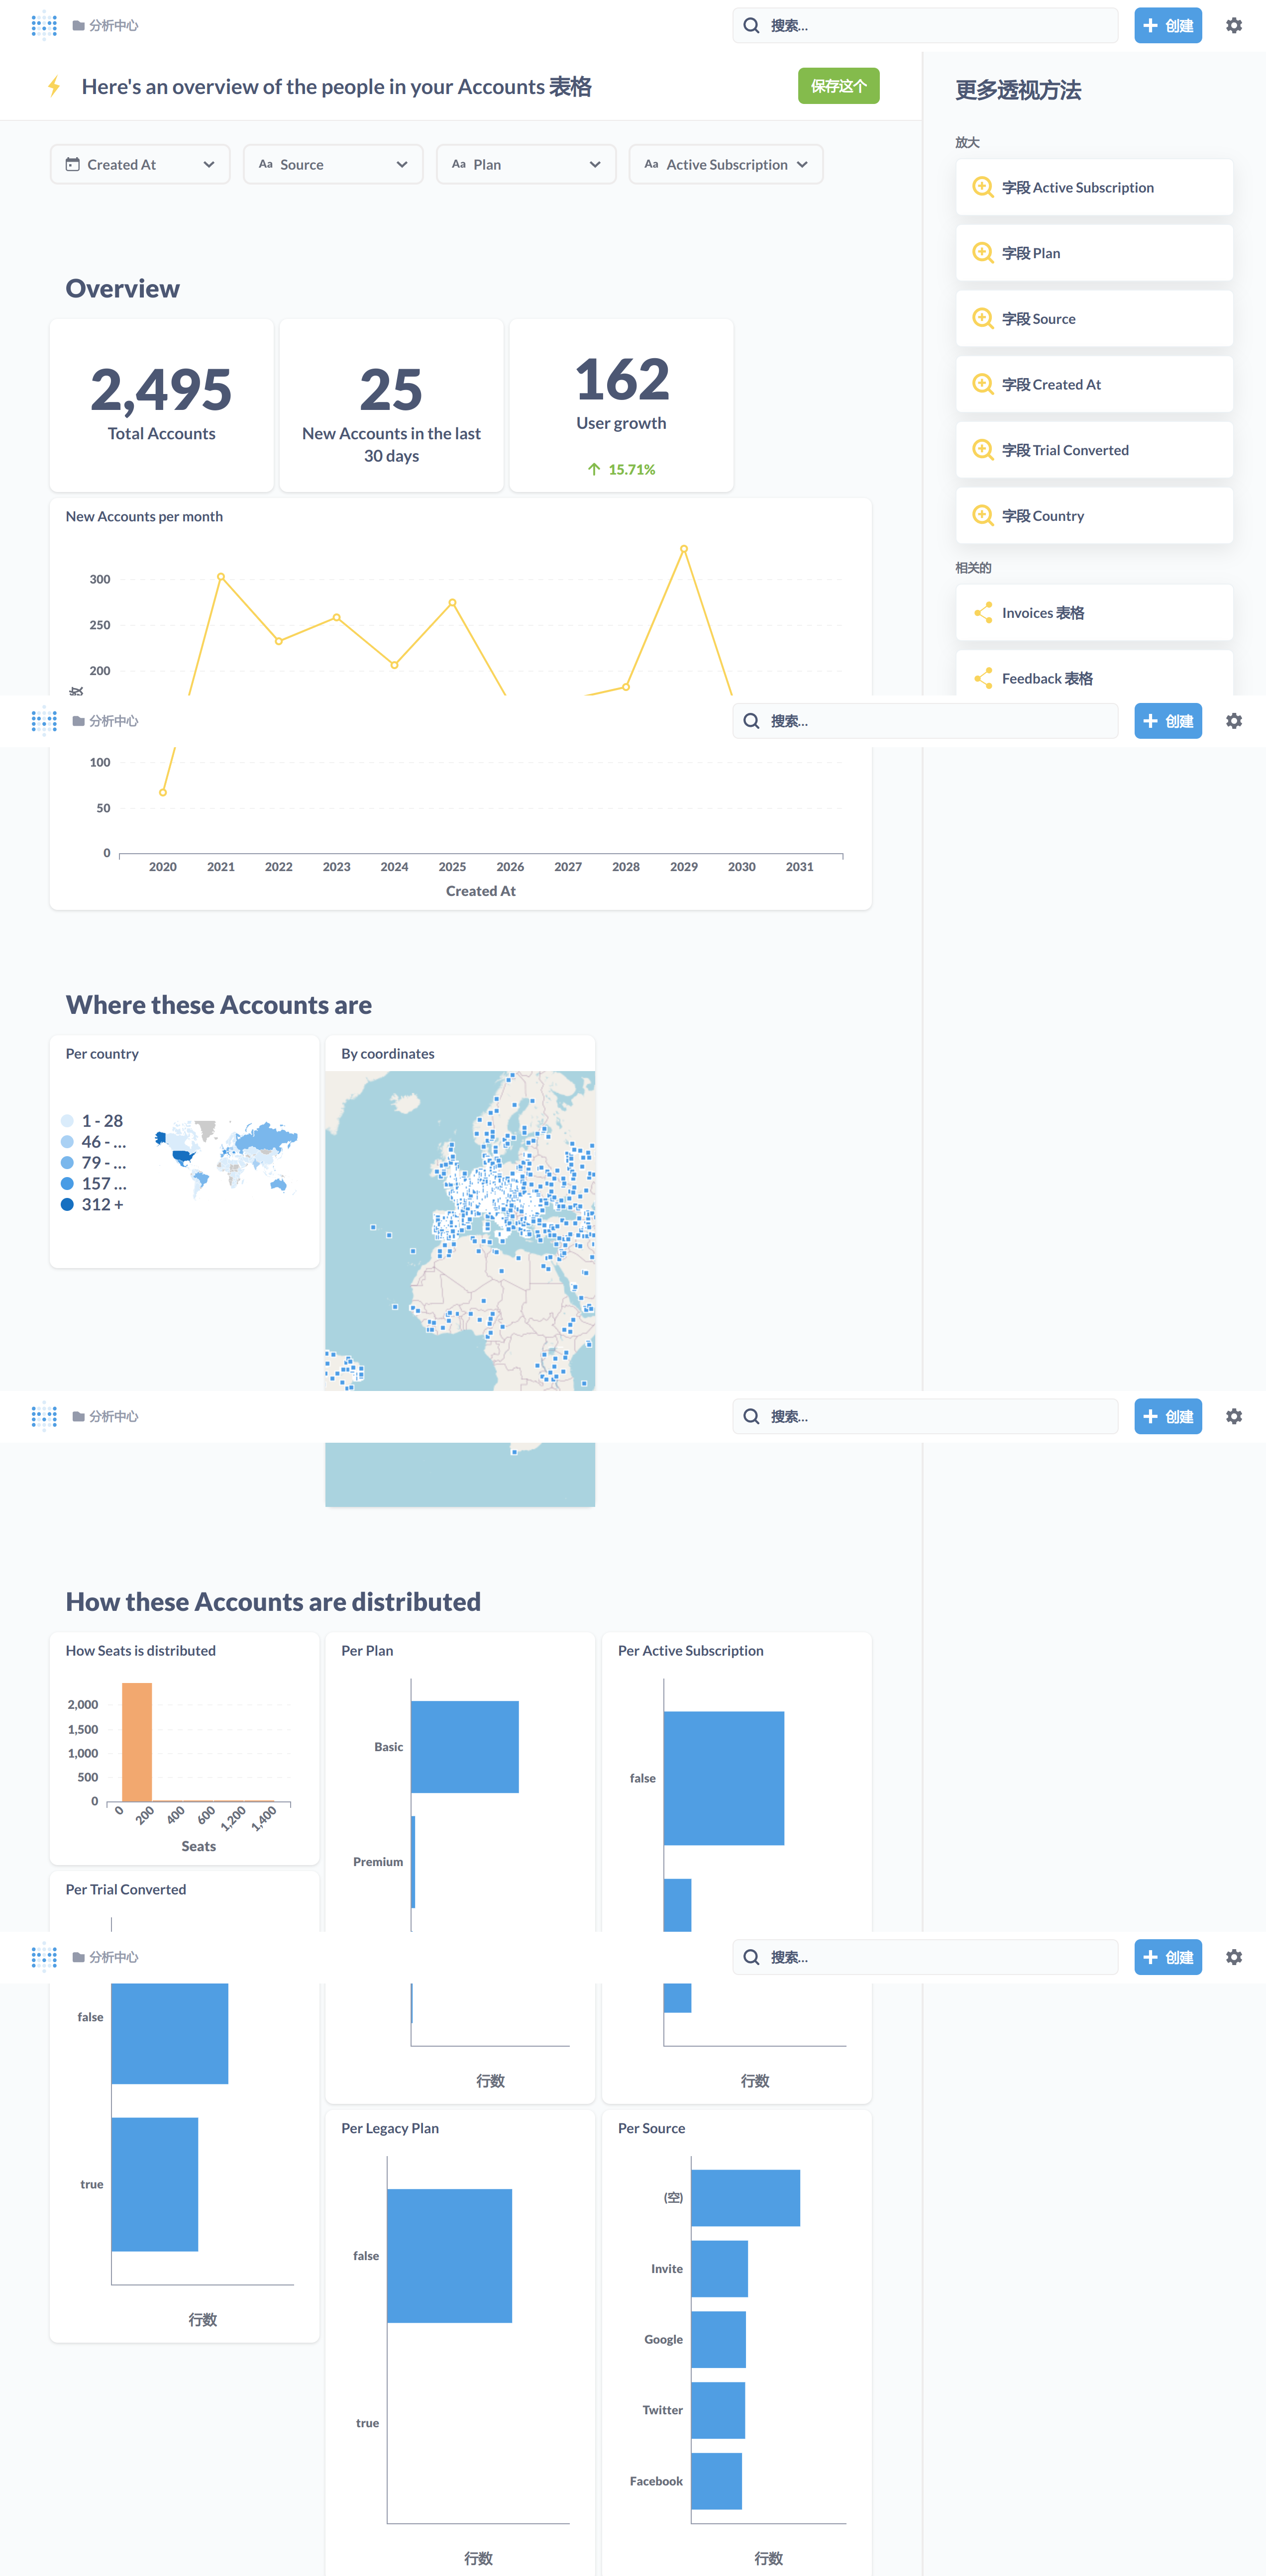 分析中心
搜索...
创建
Here's an overview of the people in your Accounts 表格
保存这个
更多透视方法
Created At
Aa Source
Aa Plan
Aa Active Subscription
放大
字段 Active Subscription
字段 Plan
字段 Source
字段 Created At
字段 Trial Converted
字段 Country
相关的
Invoices 表格
Feedback 表格
Overview
2,495
Total Accounts
25
New Accounts in the last
30 days
162
User growth
15.71%
New Accounts per month
300
250
200
分析中心
搜索...
创建
100
50
0
2020 2021 2022 2023 2024 2025 2026 2027 2028 2029 2030 2031
Created At
Where these Accounts are
Per country
1 - 28
46 - ...
79 - ...
157 ...
312 +
By coordinates
分析中心
搜索...
创建
How these Accounts are distributed
How Seats is distributed
2,000
1,500
1,000
500
0
0 200 400 600 1,200 1,400
Seats
Per Plan
Basic
Premium
Per Active Subscription
false
Per Trial Converted
分析中心
搜索...
创建
false
true
行数
行数
行数
Per Legacy Plan
false
true
行数
Per Source
(空)
Invite
Google
Twitter
Facebook
行数